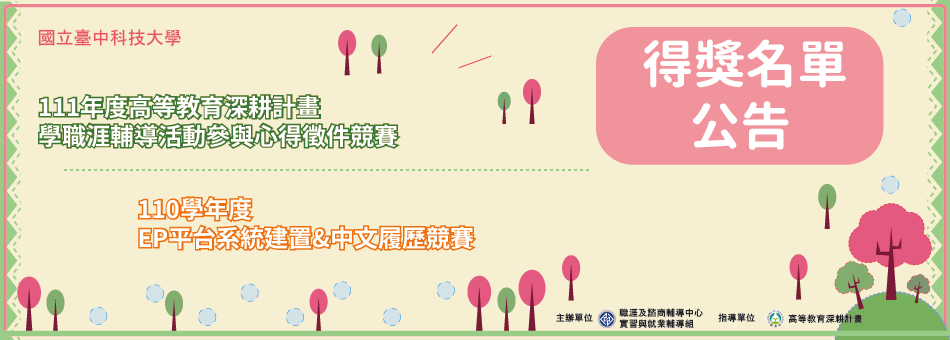 國立臺中科技大學
得獎名單
公告
111年度高等教育深耕計畫
學職涯輔導活動參與心得徵件競賽
110學年度
EP平台系統建置&中文履歷競賽
主辦單位
職涯及諮商輔導中心
實習與就業輔導組
指導單位
高等教育深耕計畫